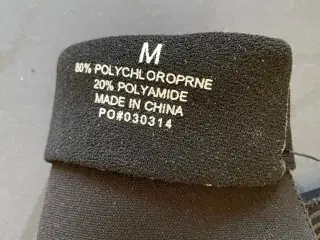 M
80% POLYCHLOROPRNE
20% POLYAMIDE
MADE IN CHINA
PO#030314